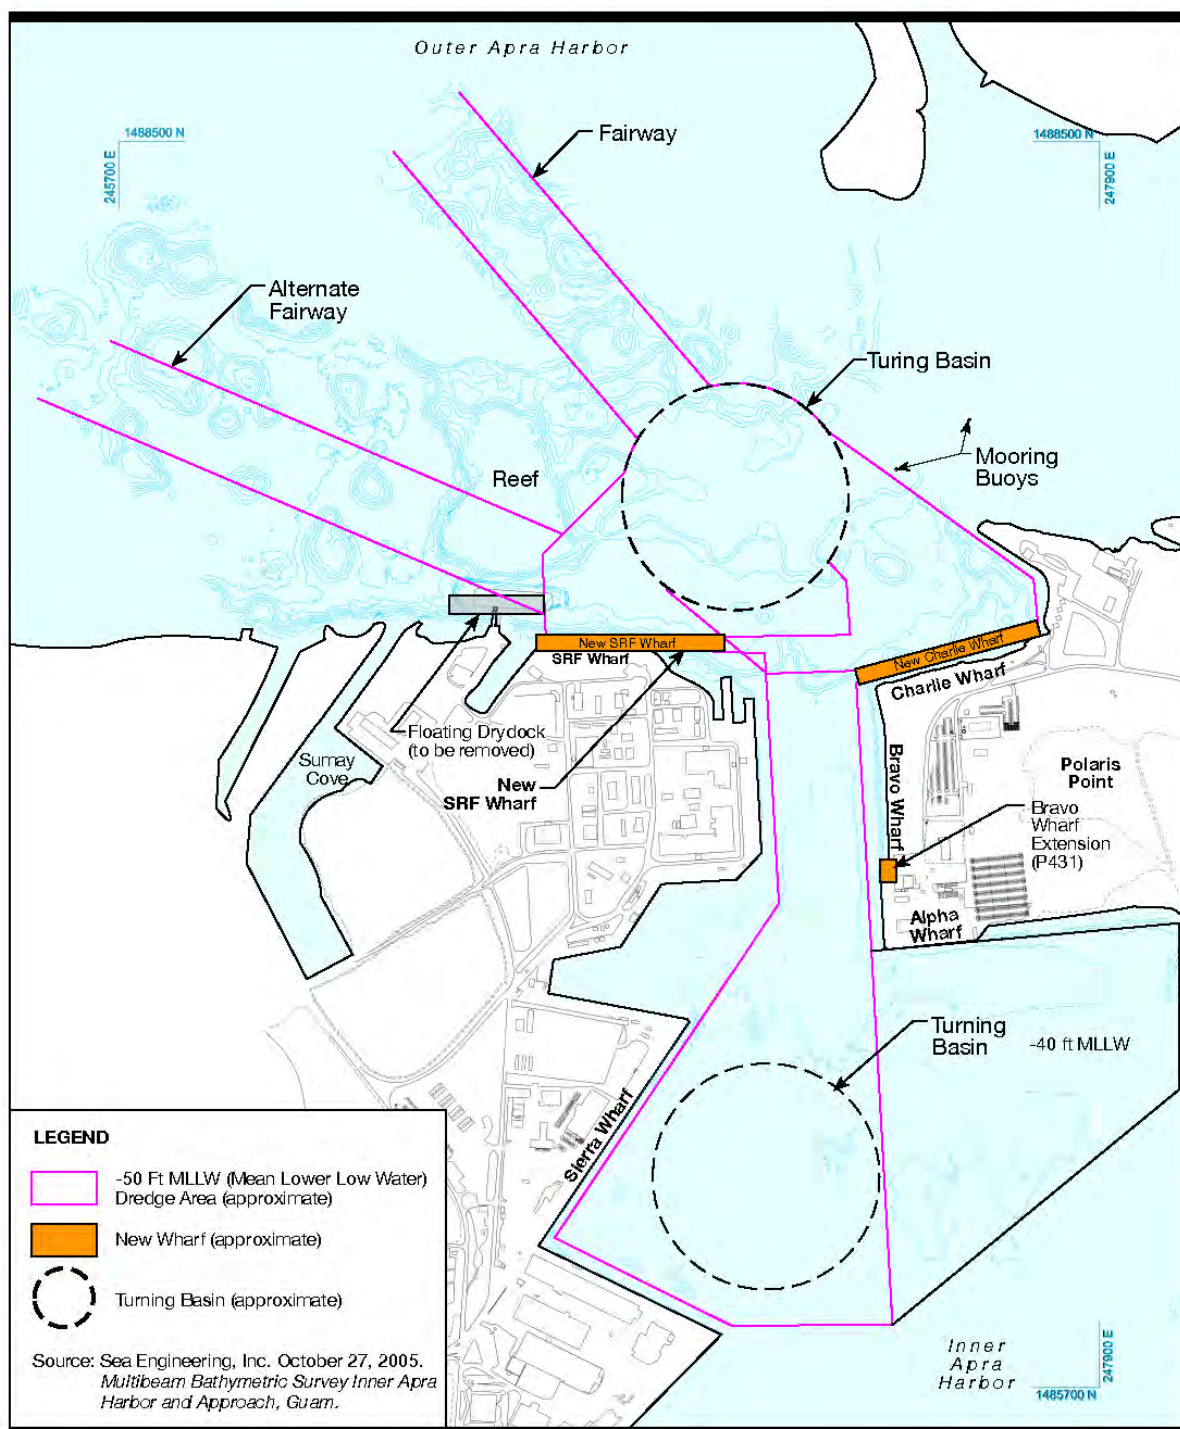 Outer Apra Harbor
1488500 N
245700 E
1488500 N
247900 E
Fairway
Alternate
Fairway
Turing Basin
Mooring
Buoys
Reef
New SRF Wharf
SRF Wharf
New Charlie Wharf
Charlie Wharf
Floating Drydock
(to be removed)
Sumay
Cove
New
SRF Wharf
Bravo Wharf
Polaris
Point
Bravo
Wharf
Extension
(P431)
Alpha
Wharf
Turning
Basin
-40 ft MLLW
Sierra Wharf
LEGEND
-50 Ft MLLW (Mean Lower Low Water)
Dredge Area (approximate)
New Wharf (approximate)
Turning Basin (approximate)
Source: Sea Engineering, Inc. October 27, 2005.
Multibeam Bathymetric Survey Inner Apra
Harbor and Approach, Guam.
Inner
Apra
Harbor
247900 E
1485700 N